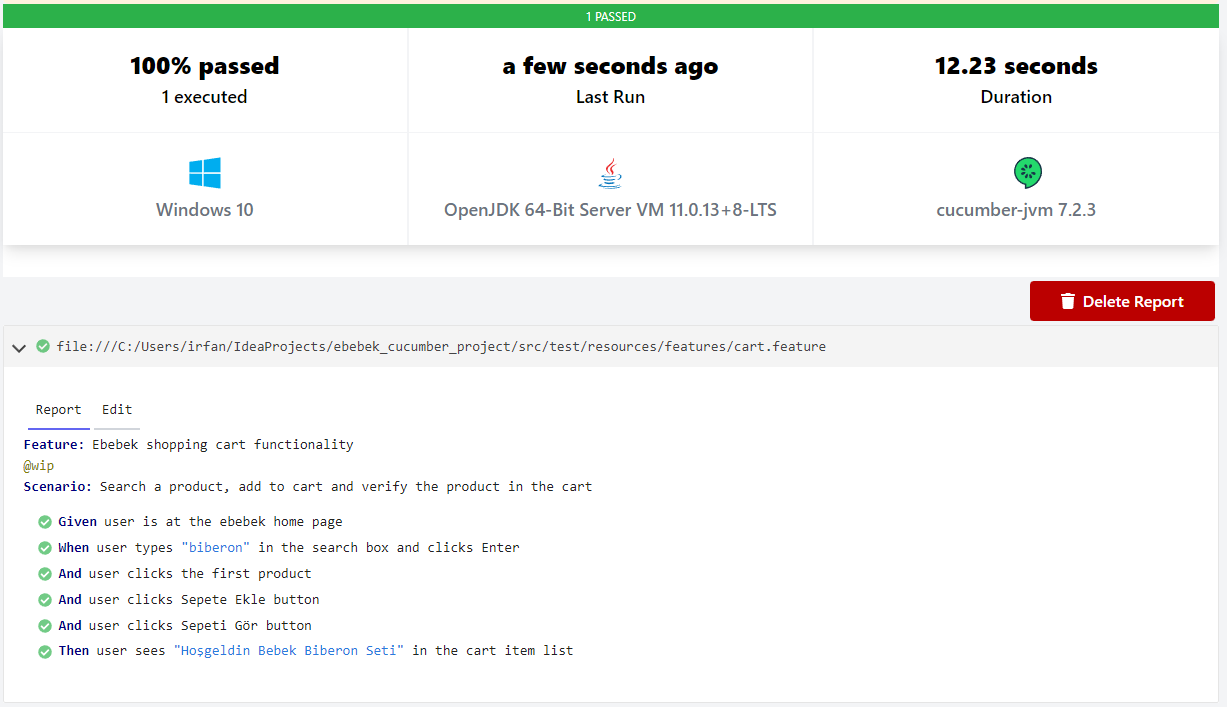 1 PASSED
100% passed
1 executed
a few seconds ago
Last Run
12.23 seconds
Duration
Windows 10
OpenJDK 64-Bit Server VM 11.0.13+8-LTS
cucumber-jvm 7.2.3
Delete Report
file:///C:/Users/irfan/IdeaProjects/ebebek_cucumber_project/src/test/resources/features/cart.feature
Report Edit
Feature: Ebebek shopping cart functionality
@wip
Scenario: Search a product, add to cart and verify the product in the cart
Given user is at the ebebek home page
When user types "biberon" in the search box and clicks Enter
And user clicks the first product
And user clicks Sepete Ekle button
And user clicks Sepeti Gör button
Then user sees "Hoşgeldin Bebek Biberon Seti" in the cart item list